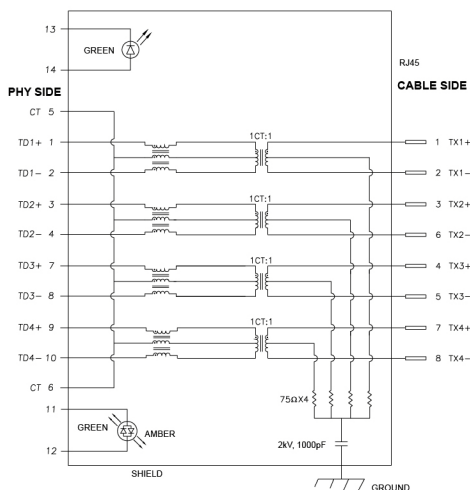 13
GREEN
14
RJ45
PHY SIDE
CABLE SIDE
CT 5
1CT:1
TD1+ 1
1 TX1+
TD1- 2
2 TX1-
1CT:1
TD2+ 3
3 TX2+
TD2- 4
6 TX2-
1CT:1
TD3+ 7
4 TX3+
TD3- 8
5 TX3-
1CT:1
TD4+ 9
7 TX4+
TD4- 10
8 TX4-
CT 6
75ΩX4
11
GREEN
AMBER
2kV, 1000pF
12
SHIELD
GROUND